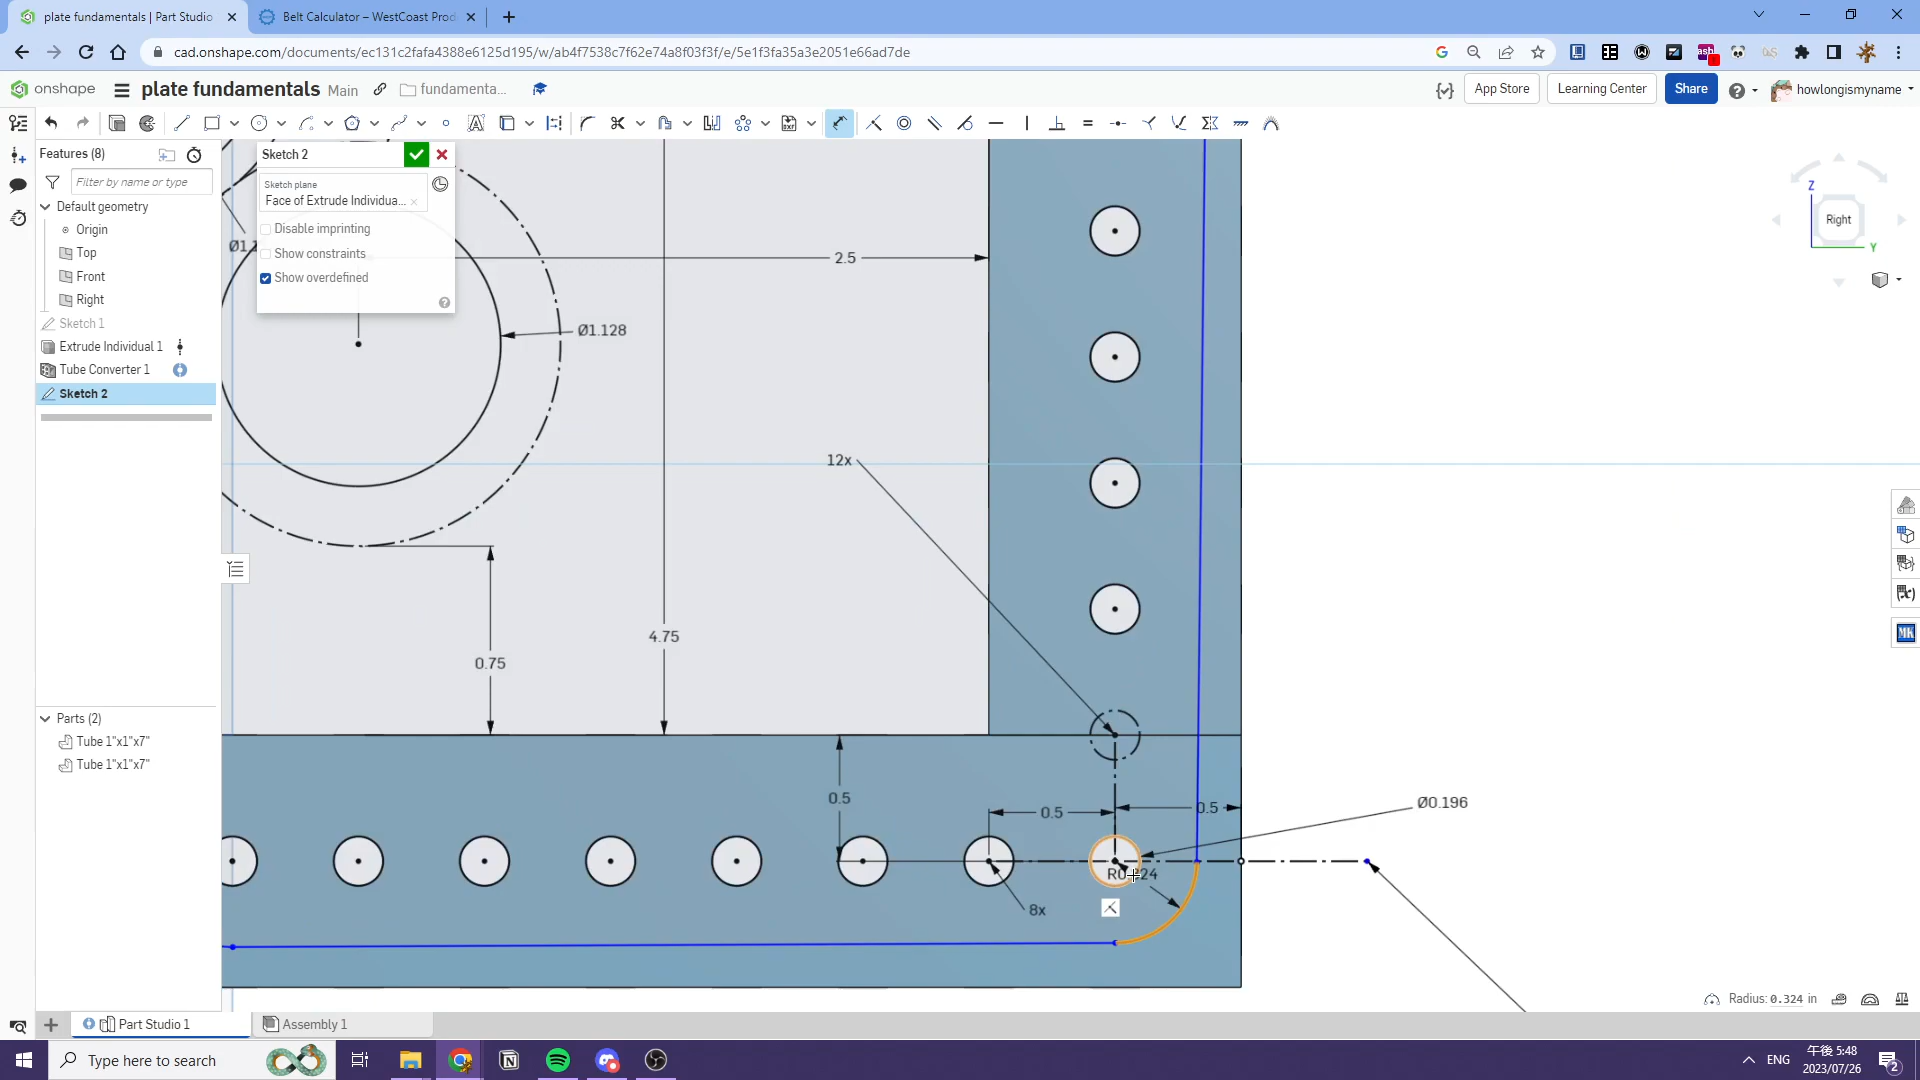 plate fundamentals | Part Studio
Belt Calculator – WestCoast Prod
cad.onshape.com/documents/ec131c2fafa4388e6125d195/w/ab4f7538c7f62e74a8f03f3f/e/5e1f3fa35a3e2051e66ad7de
onshape
plate fundamentals Main
fundamenta...
App Store
Learning Center
Share
howlongismyname
Features (8)
Filter by name or type
Default geometry
Origin
Top
Front
Right
Sketch 1
Extrude Individual 1
Tube Converter 1
Sketch 2
Sketch 2
Sketch plane
Face of Extrude Individua...
Disable imprinting
Show constraints
Show overdefined
Ø1.128
2.5
12x
4.75
0.75
0.5
0.5
0.5
Ø0.196
8x
Z
Right
Y
MK
Parts (2)
Tube 1"x1"x7"
Tube 1"x1"x7"
Radius: 0.324 in
Part Studio 1
Assembly 1
Type here to search
ENG
午後 5:48
2023/07/26
2